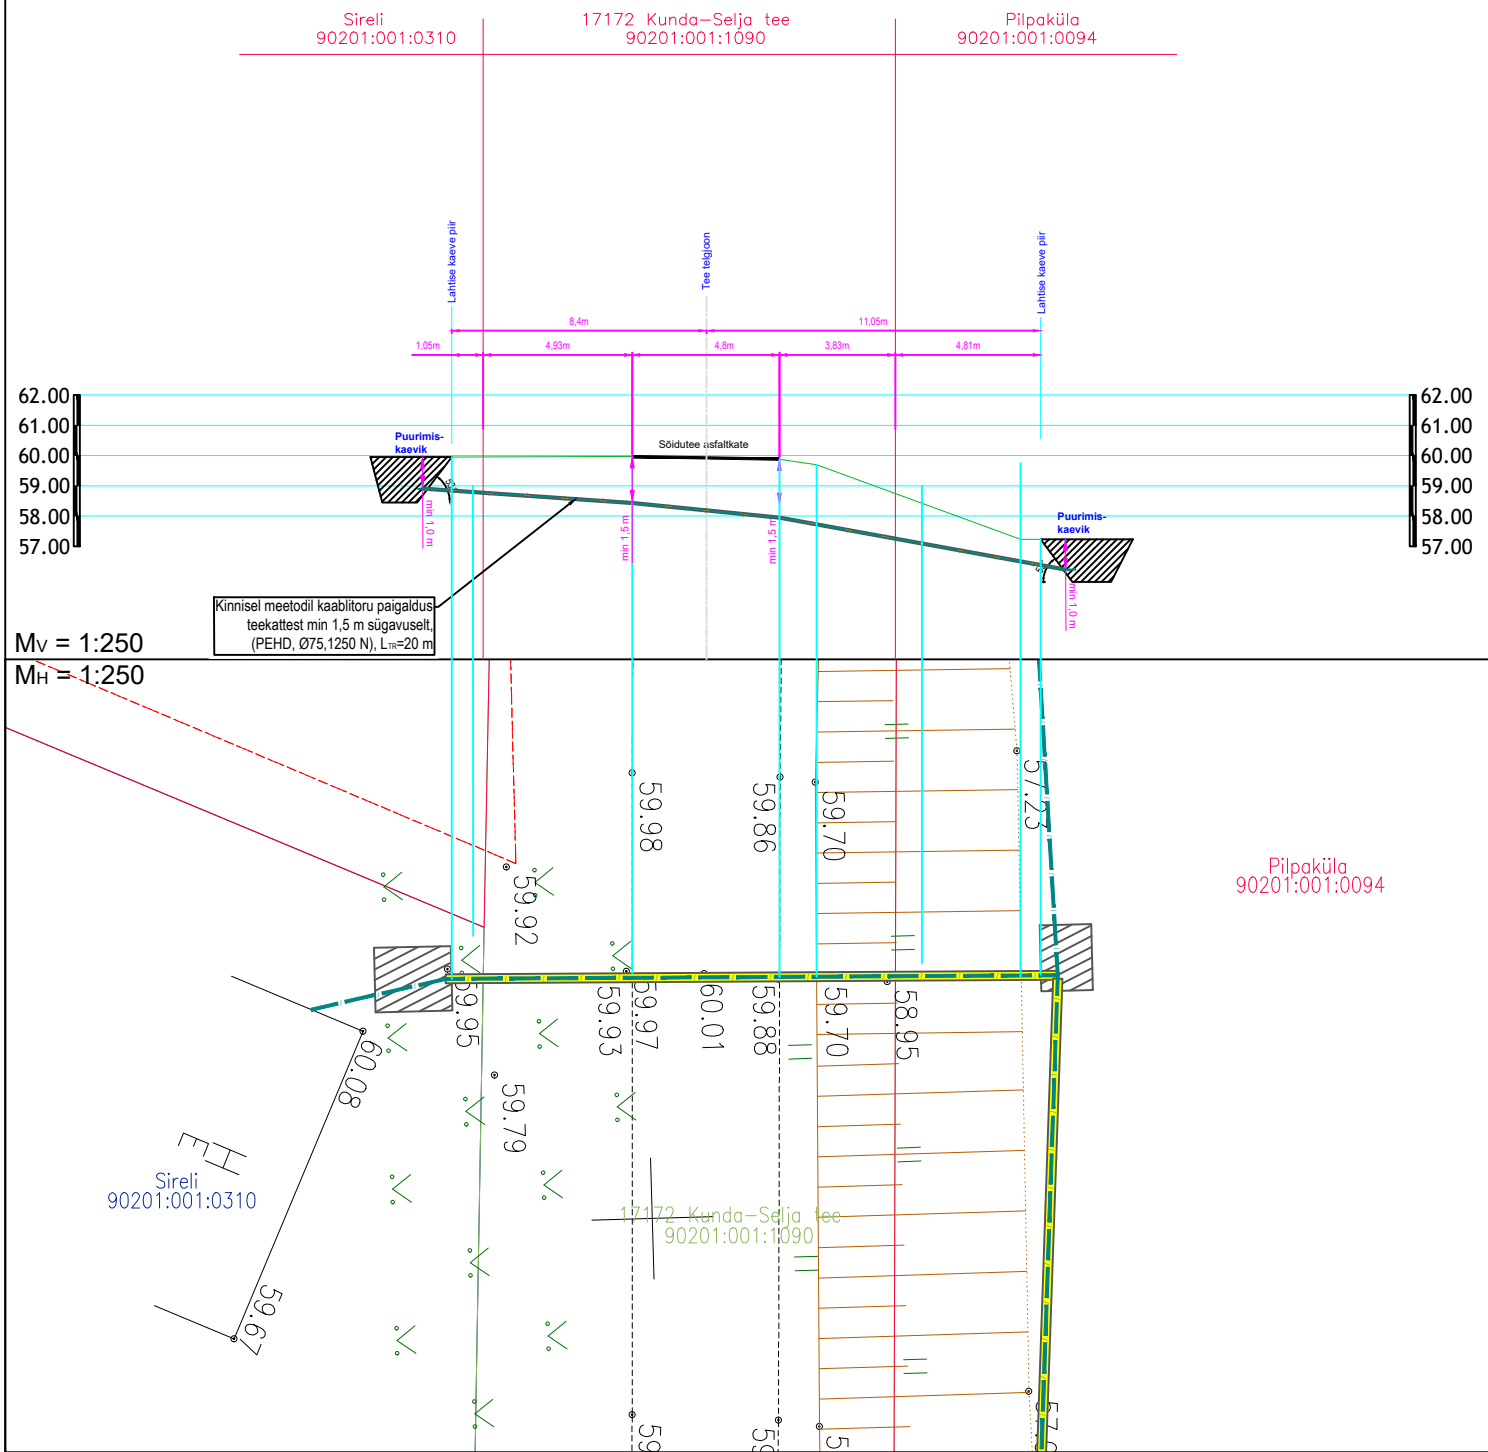 Sireli
90201:001:0310
17172 Kunda-Selja tee
90201:001:1090
Pilpaküla
90201:001:0094
Lahtise kaeve piir
Tee telgjoon
Lahtise kaeve piir
8,4m
11,05m
1,05m
4,93m
4,8m
3,83m
4,81m
62.00
61.00
60.00
59.00
58.00
57.00
62.00
61.00
60.00
59.00
58.00
57.00
Puurimis-
kaevik
Sõidutee asfaltkate
Puurimis-
kaevik
min 1,0 m
min 1,5 m
min 1,5 m
min 1,0 m
Kinnisel meetodil kaablitoru paigaldus
teekattest min 1,5 m sügavuselt,
(PEHD, Ø75,1250 N), LTR=20 m
MV = 1:250
MH = 1:250
59.98
59.86
59.70
57.23
59.92
Pilpaküla
90201:001:0094
59.95
59.93
59.97
60.01
59.88
59.70
58.95
60.08
59.79
HE
Sireli
90201:001:0310
17172 Kunda-Selja tee
90201:001:1090
59.67